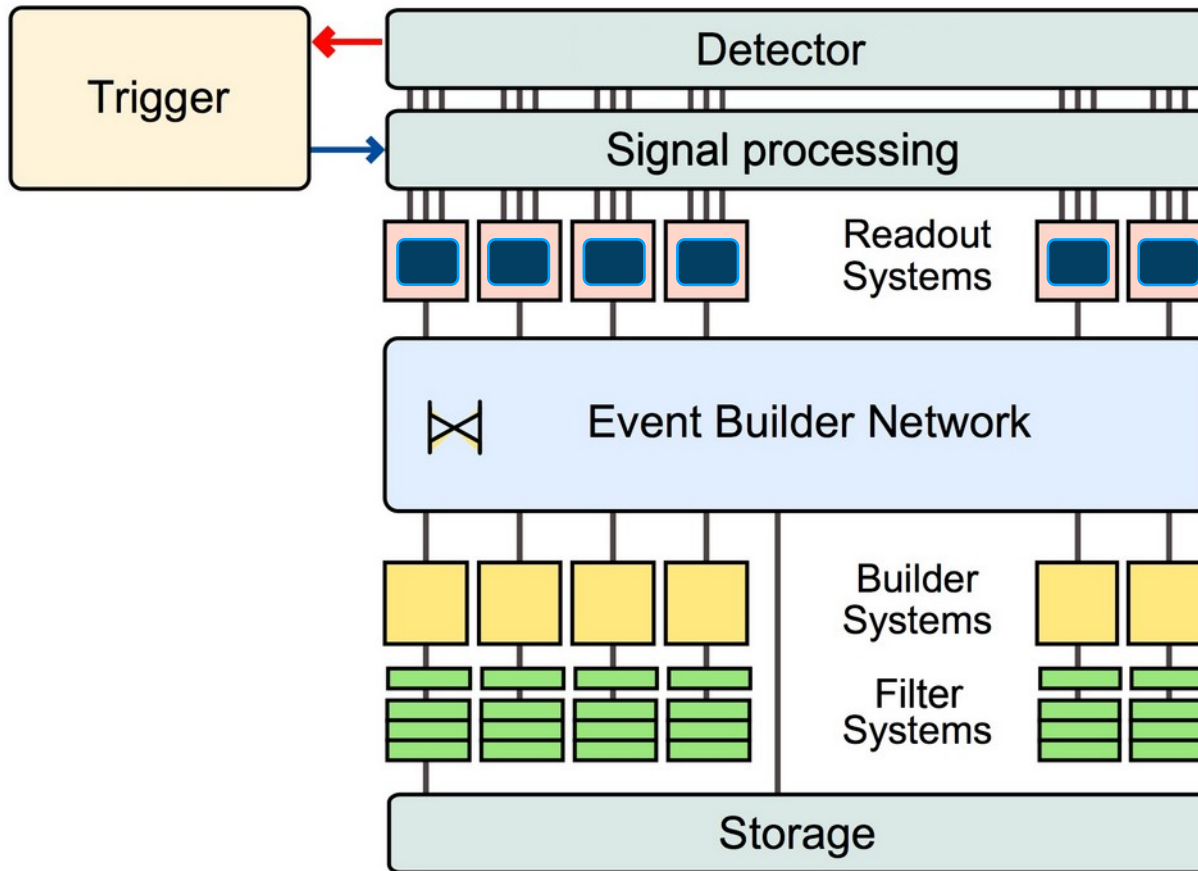 Trigger
Detector
Signal processing
Readout
Systems
Event Builder Network
Builder
Systems
Filter
Systems
Storage